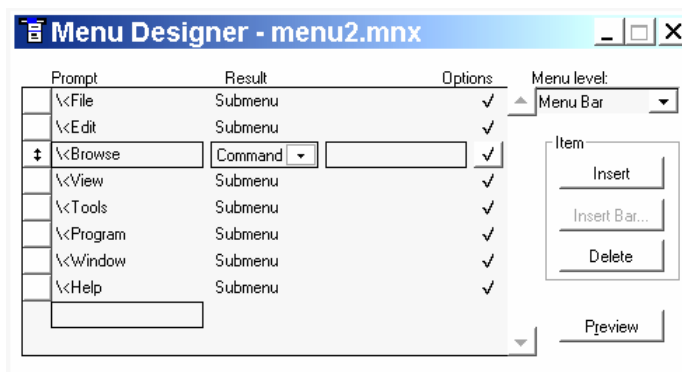 Menu Designer - menu2.mnx
Prompt Result Options Menu level:
\<File Submenu Menu Bar
\<Edit Submenu
\<Browse Command Item
\<View Submenu Insert
\<Tools Submenu Insert Bar...
\<Program Submenu
\<Window Submenu Delete
\<Help Submenu
Preview